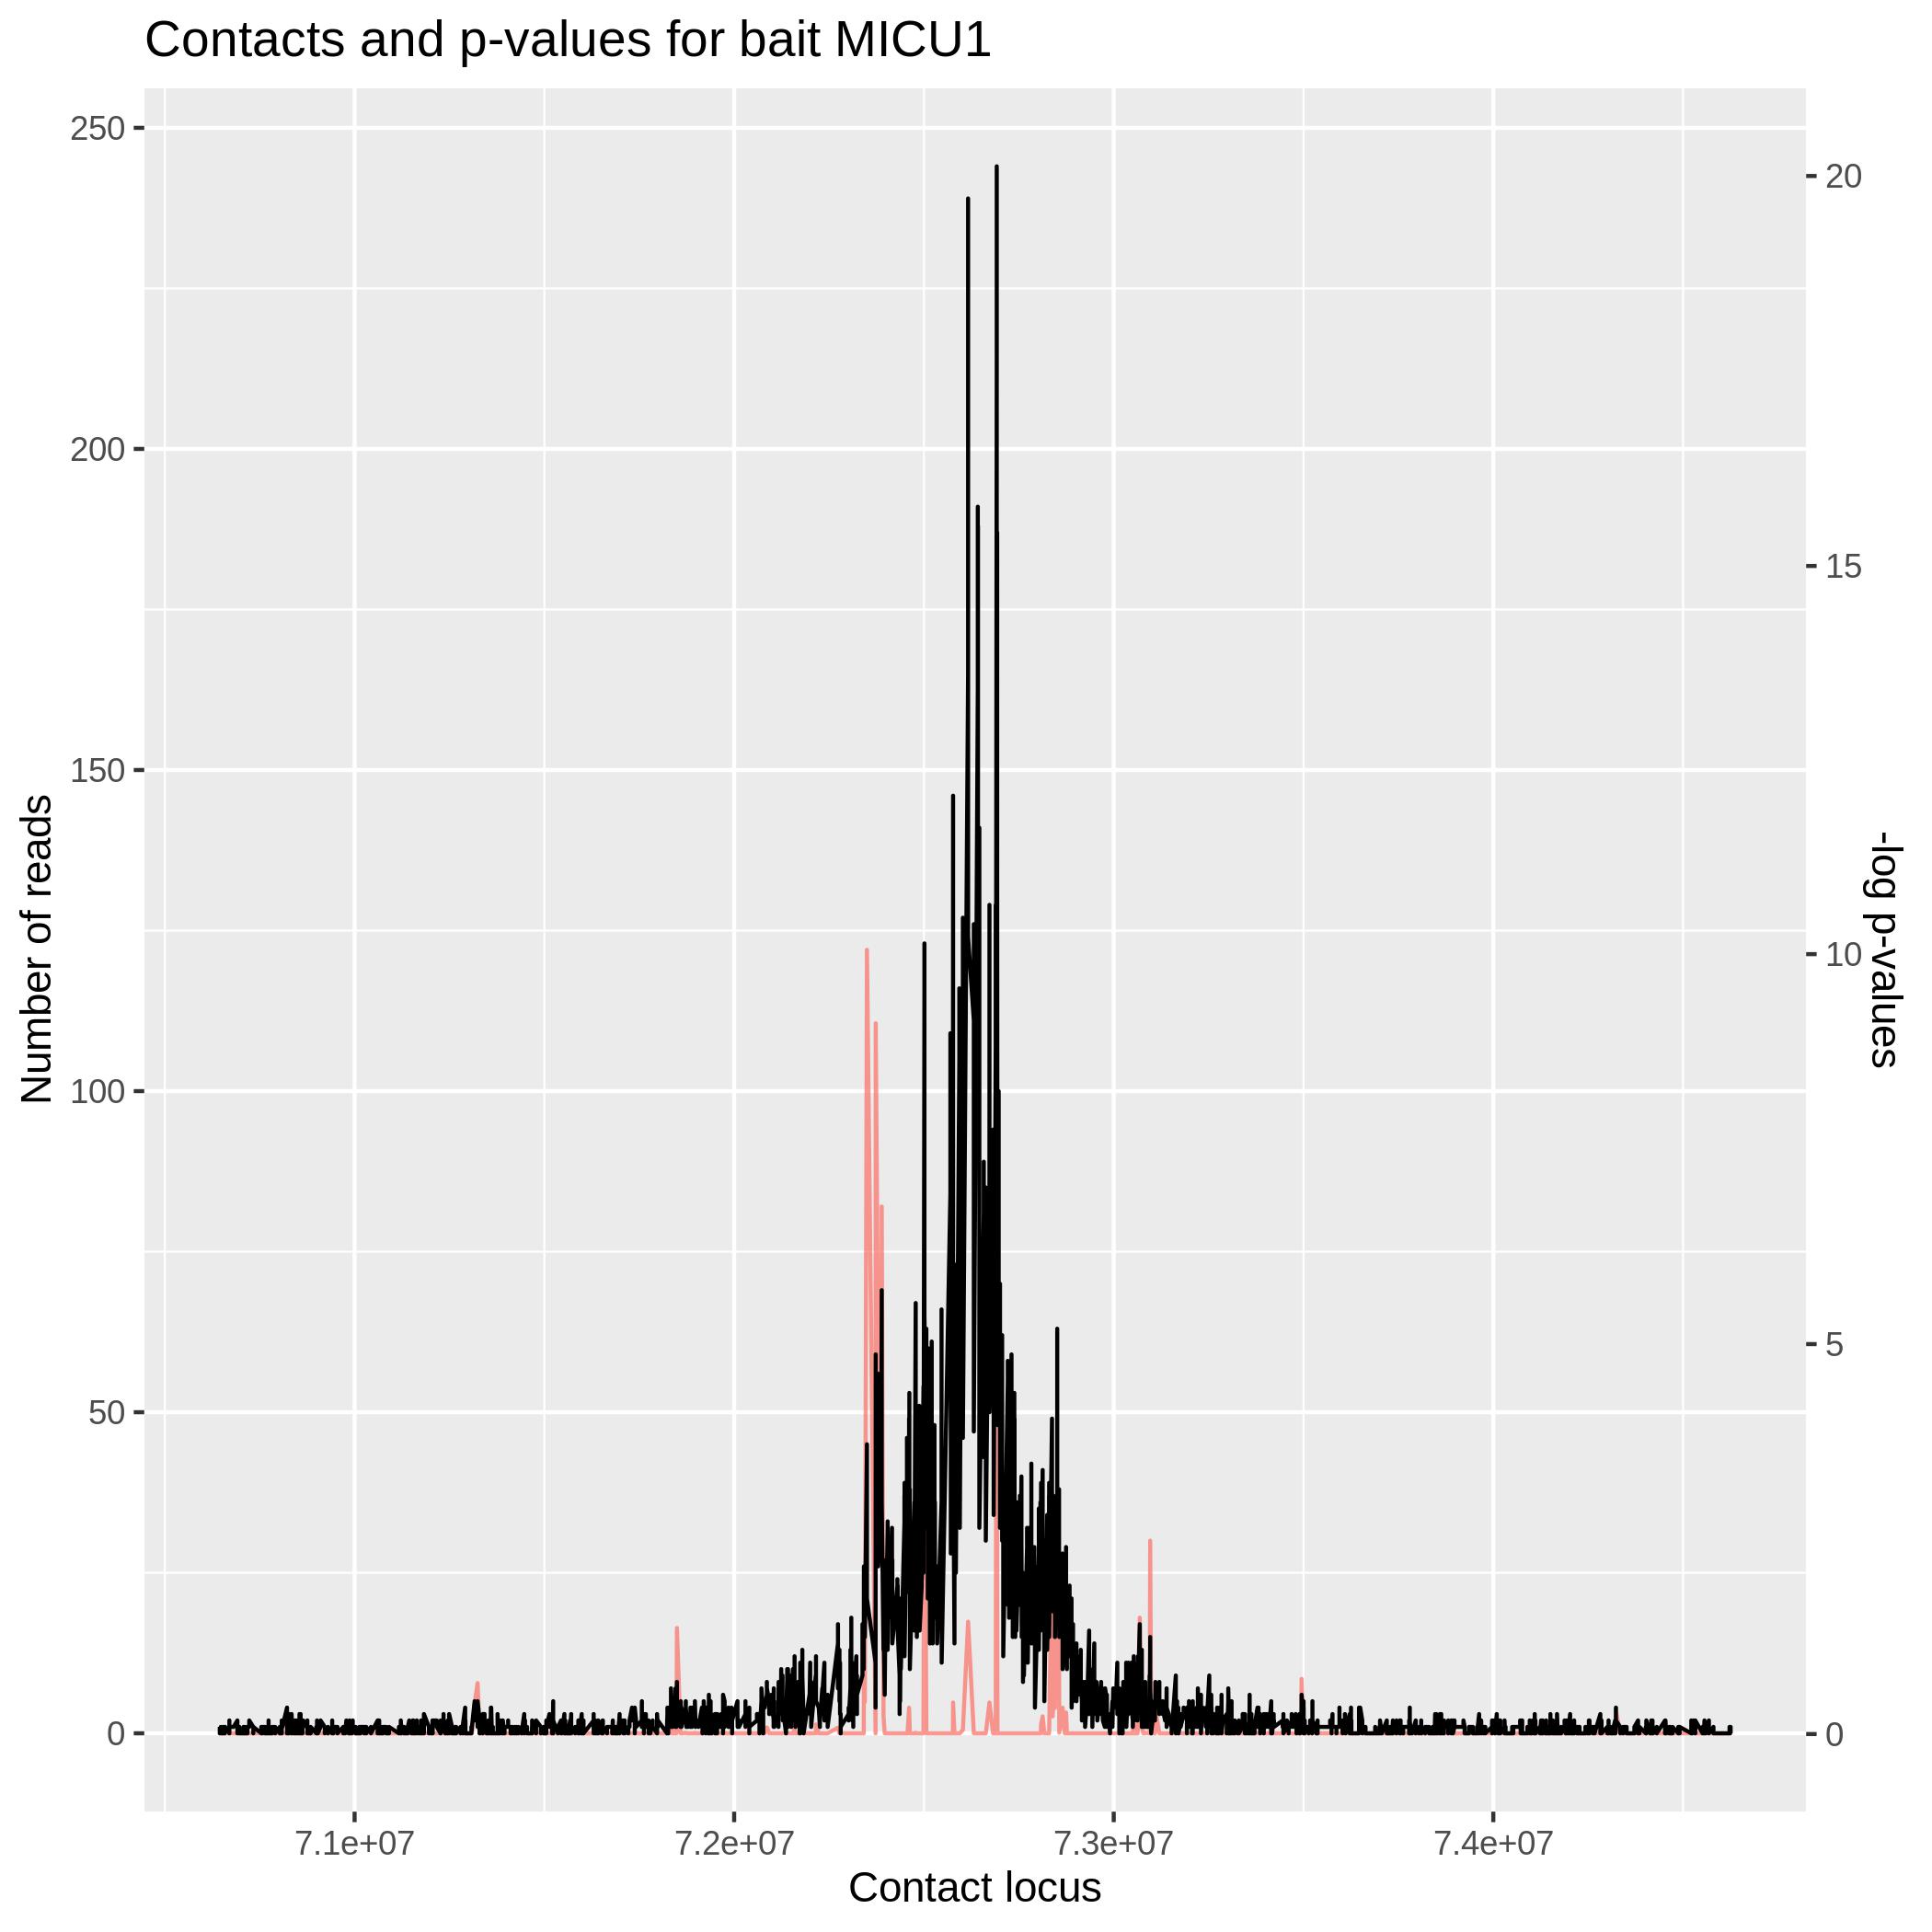 Contacts and p-values for bait MICU1
250
200
150
100
50
0
20
15
10
5
0
Number of reads
-log p-values
7.1e+07
7.2e+07
7.3e+07
7.4e+07
Contact locus